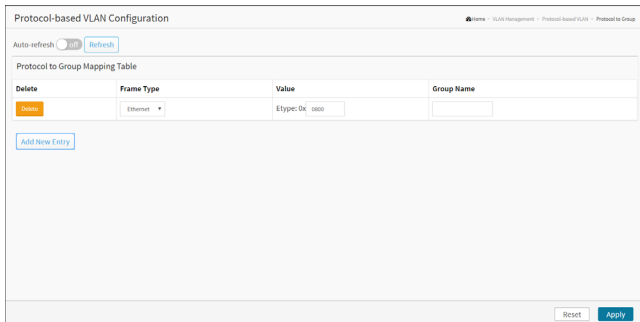 Protocol-based VLAN Configuration
Home - VLAN Management - Protocol-based VLAN - Protocol to Group
Auto-refresh off Refresh
Protocol to Group Mapping Table
Delete Frame Type Value Group Name
Delete Ethernet Etype: 0x 0800
Add New Entry
Reset Apply